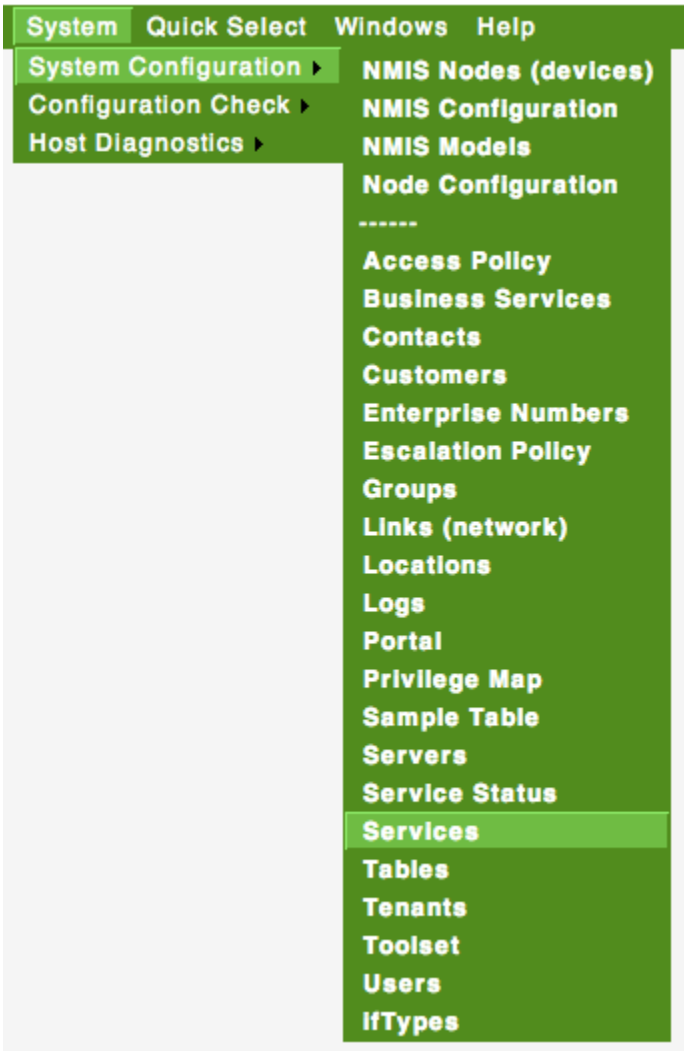 System Quick Select Windows Help
System Configuration
Configuration Check
Host Diagnostics
NMIS Nodes (devices)
NMIS Configuration
NMIS Models
Node Configuration
------
Access Policy
Business Services
Contacts
Customers
Enterprise Numbers
Escalation Policy
Groups
Links (network)
Locations
Logs
Portal
Privilege Map
Sample Table
Servers
Service Status
Services
Tables
Tenants
Toolset
Users
IfTypes